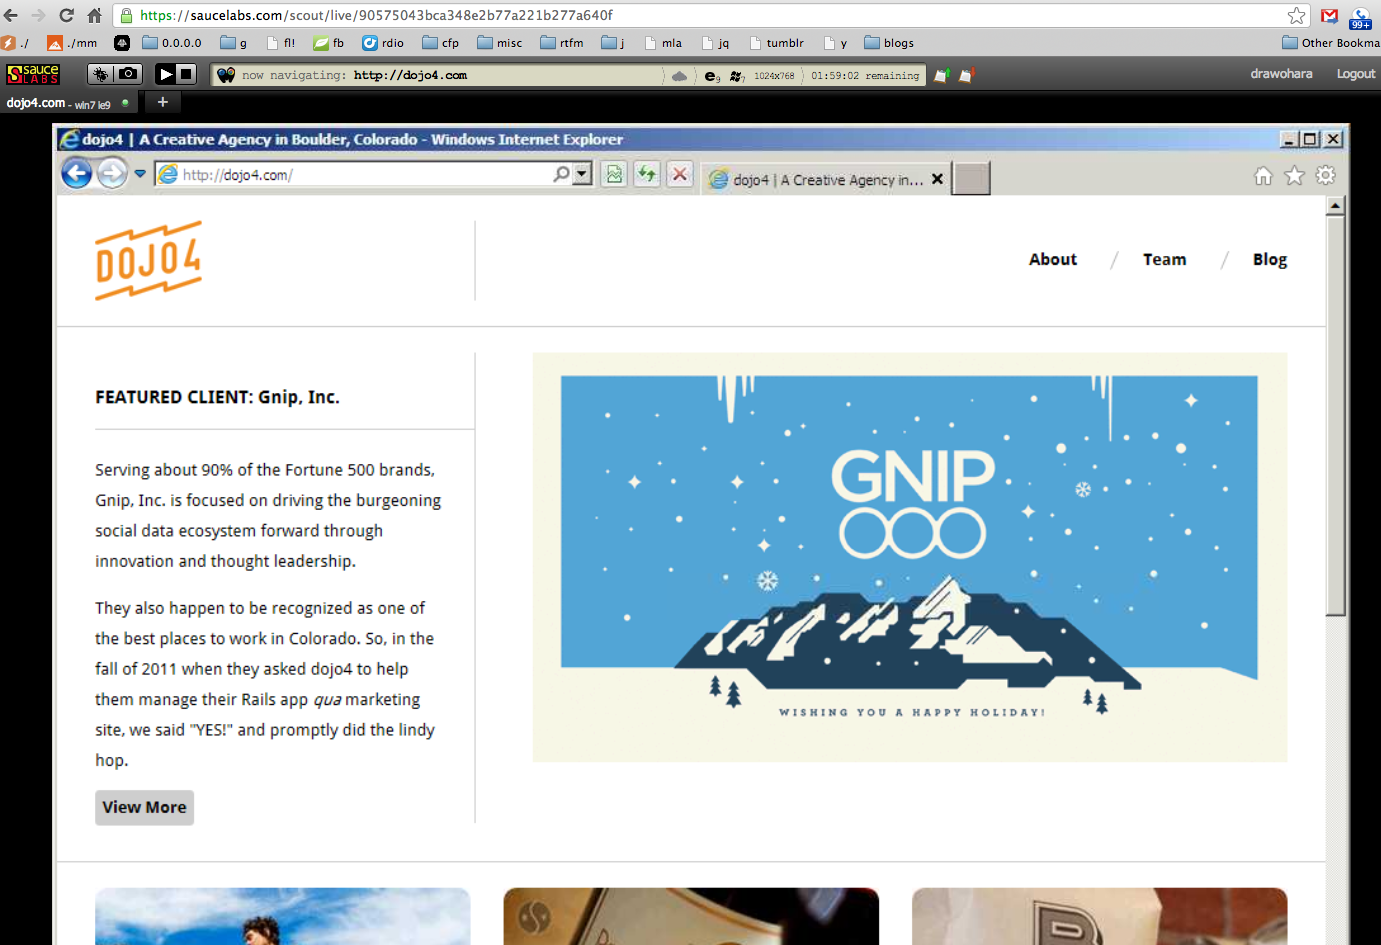 https://saucelabs.com/scout/live/90575043bca348e2b77a221b277a640f
99+
./
./mm
0.0.0.0
g
fl!
fb
rdio
cfp
misc
rtfm
j
mla
jq
tumblr
y
blogs
Other Bookma
SAUCE LABS
now navigating: http://dojo4.com
e9
7
1024x768
01:59:02 remaining
drawohara
Logout
dojo4.com - win7 ie9
+
dojo4 | A Creative Agency in Boulder, Colorado - Windows Internet Explorer
http://dojo4.com/
dojo4 | A Creative Agency in...
DOJO4
About / Team / Blog
FEATURED CLIENT: Gnip, Inc.
Serving about 90% of the Fortune 500 brands,
Gnip, Inc. is focused on driving the burgeoning
social data ecosystem forward through
innovation and thought leadership.
They also happen to be recognized as one of
the best places to work in Colorado. So, in the
fall of 2011 when they asked dojo4 to help
them manage their Rails app qua marketing
site, we said "YES!" and promptly did the lindy
hop.
View More
GNIP
WISHING YOU A HAPPY HOLIDAY!